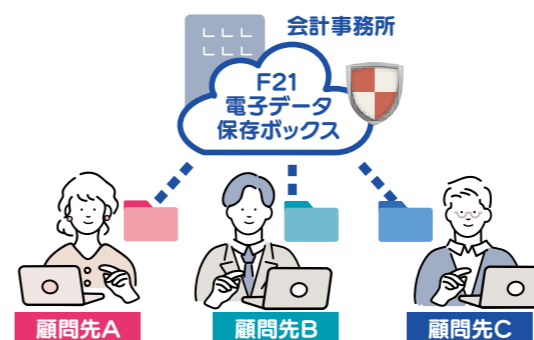 会計事務所
F21
電子データ
保存ボックス
顧問先A
顧問先B
顧問先C